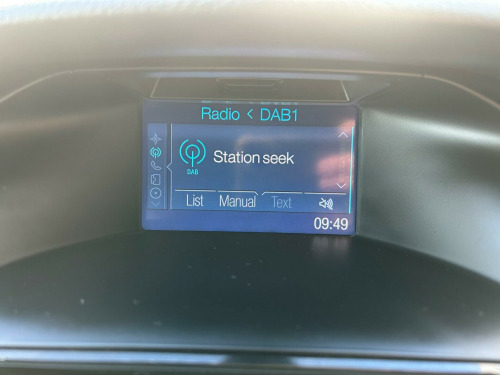 Radio < DAB1
Station seek
DAB
List Manual Text
09:49